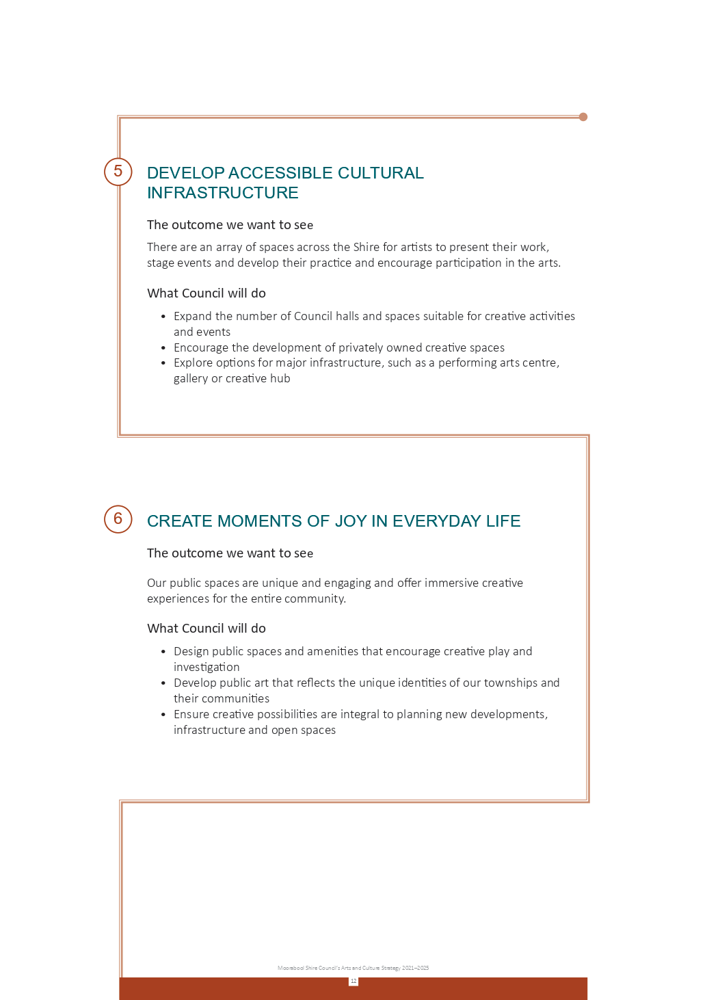 5
DEVELOP ACCESSIBLE CULTURAL
INFRASTRUCTURE
The outcome we want to see
There are an array of spaces across the Shire for artists to present their work,
stage events and develop their practice and encourage participation in the arts.
What Council will do
• Expand the number of Council halls and spaces suitable for creative activities
and events
• Encourage the development of privately owned creative spaces
• Explore options for major infrastructure, such as a performing arts centre,
gallery or creative hub
6
CREATE MOMENTS OF JOY IN EVERYDAY LIFE
The outcome we want to see
Our public spaces are unique and engaging and offer immersive creative
experiences for the entire community.
What Council will do
• Design public spaces and amenities that encourage creative play and
investigation
• Develop public art that reflects the unique identities of our townships and
their communities
• Ensure creative possibilities are integral to planning new developments,
infrastructure and open spaces
Moorabool Shire Council's Arts and Culture Strategy 2021–2025
12